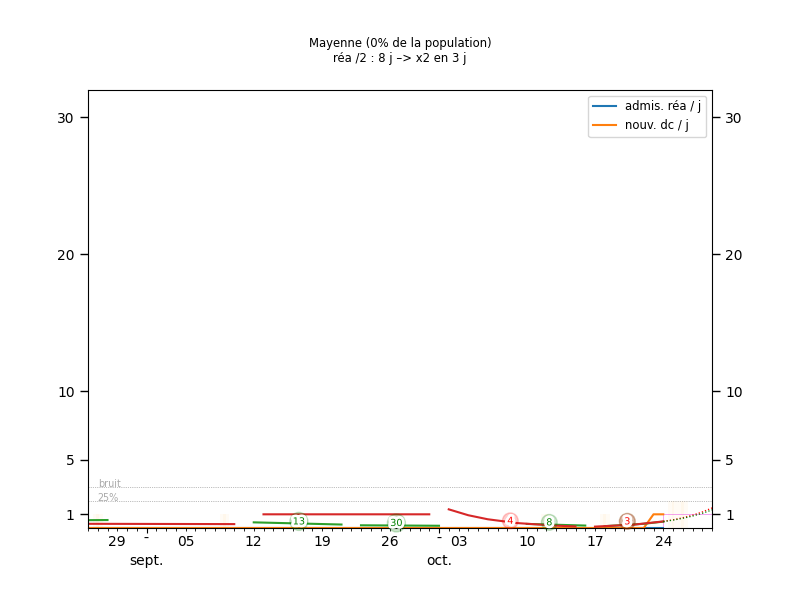 Mayenne (0% de la population)
réa /2 : 8 j –> x2 en 3 j
admis. réa / j
nouv. dc / j
30 30
20 20
10 10
5 5
bruit
25%
1 13 30 4 8 3 1
29 - 05 12 19 26 - 03 10 17 24
sept. oct.